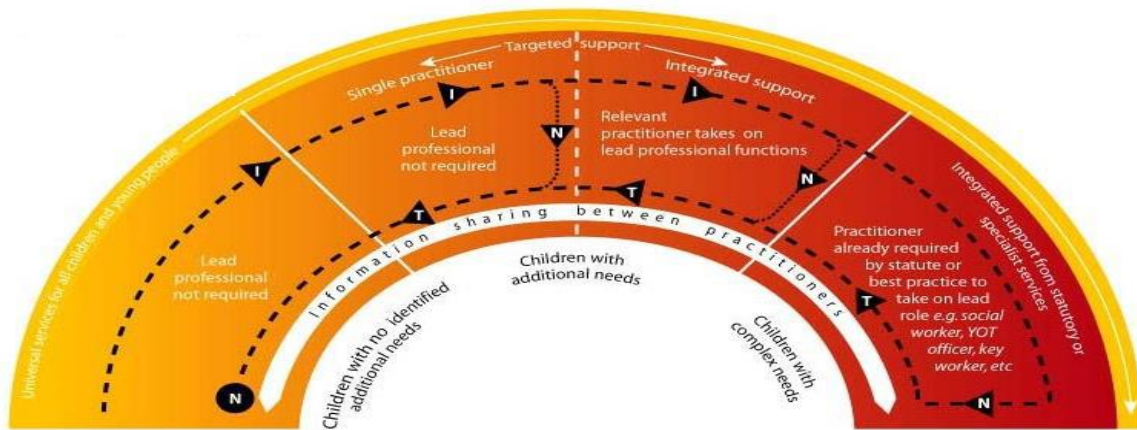 Universal services for all children and young people
Targeted support
Single practitioner
Integrated support
Integrated support from statutory or
specialist services
I
I
I
Lead
professional
not required
Lead
professional
not required
Relevant
practitioner takes on
lead professional functions
Practitioner
already required
by statute or
best practice to
take on lead
role e.g. social
worker, YOT
officer, key
worker, etc
N
N
N
N
T
T
T
Information sharing between practitioners
Children with no identified
additional needs
Children with
additional needs
Children with
complex needs